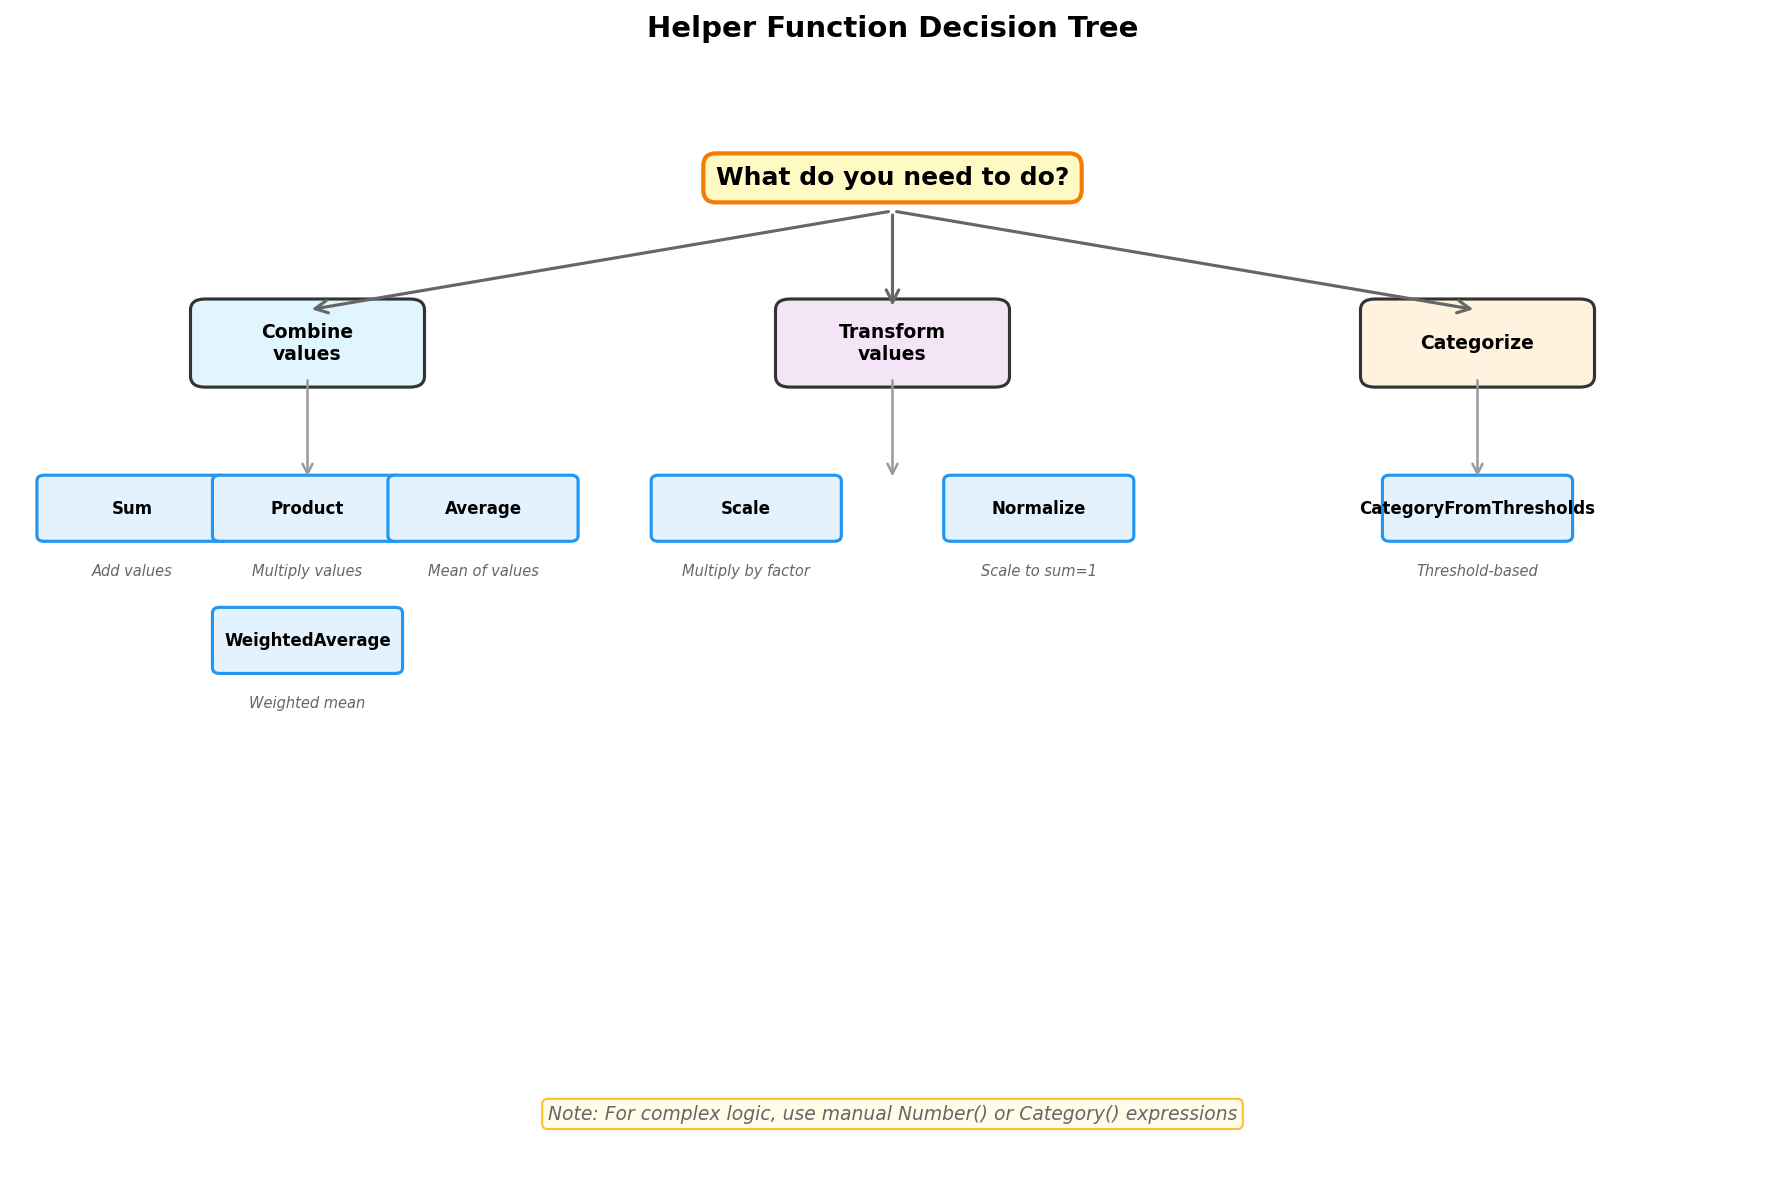 Helper Function Decision Tree
What do you need to do?
Combine
values
Transform
values
Categorize
Sum
Product
Average
Scale
Normalize
CategoryFromThresholds
Add values
Multiply values
Mean of values
Multiply by factor
Scale to sum=1
Threshold-based
WeightedAverage
Weighted mean
Note: For complex logic, use manual Number() or Category() expressions